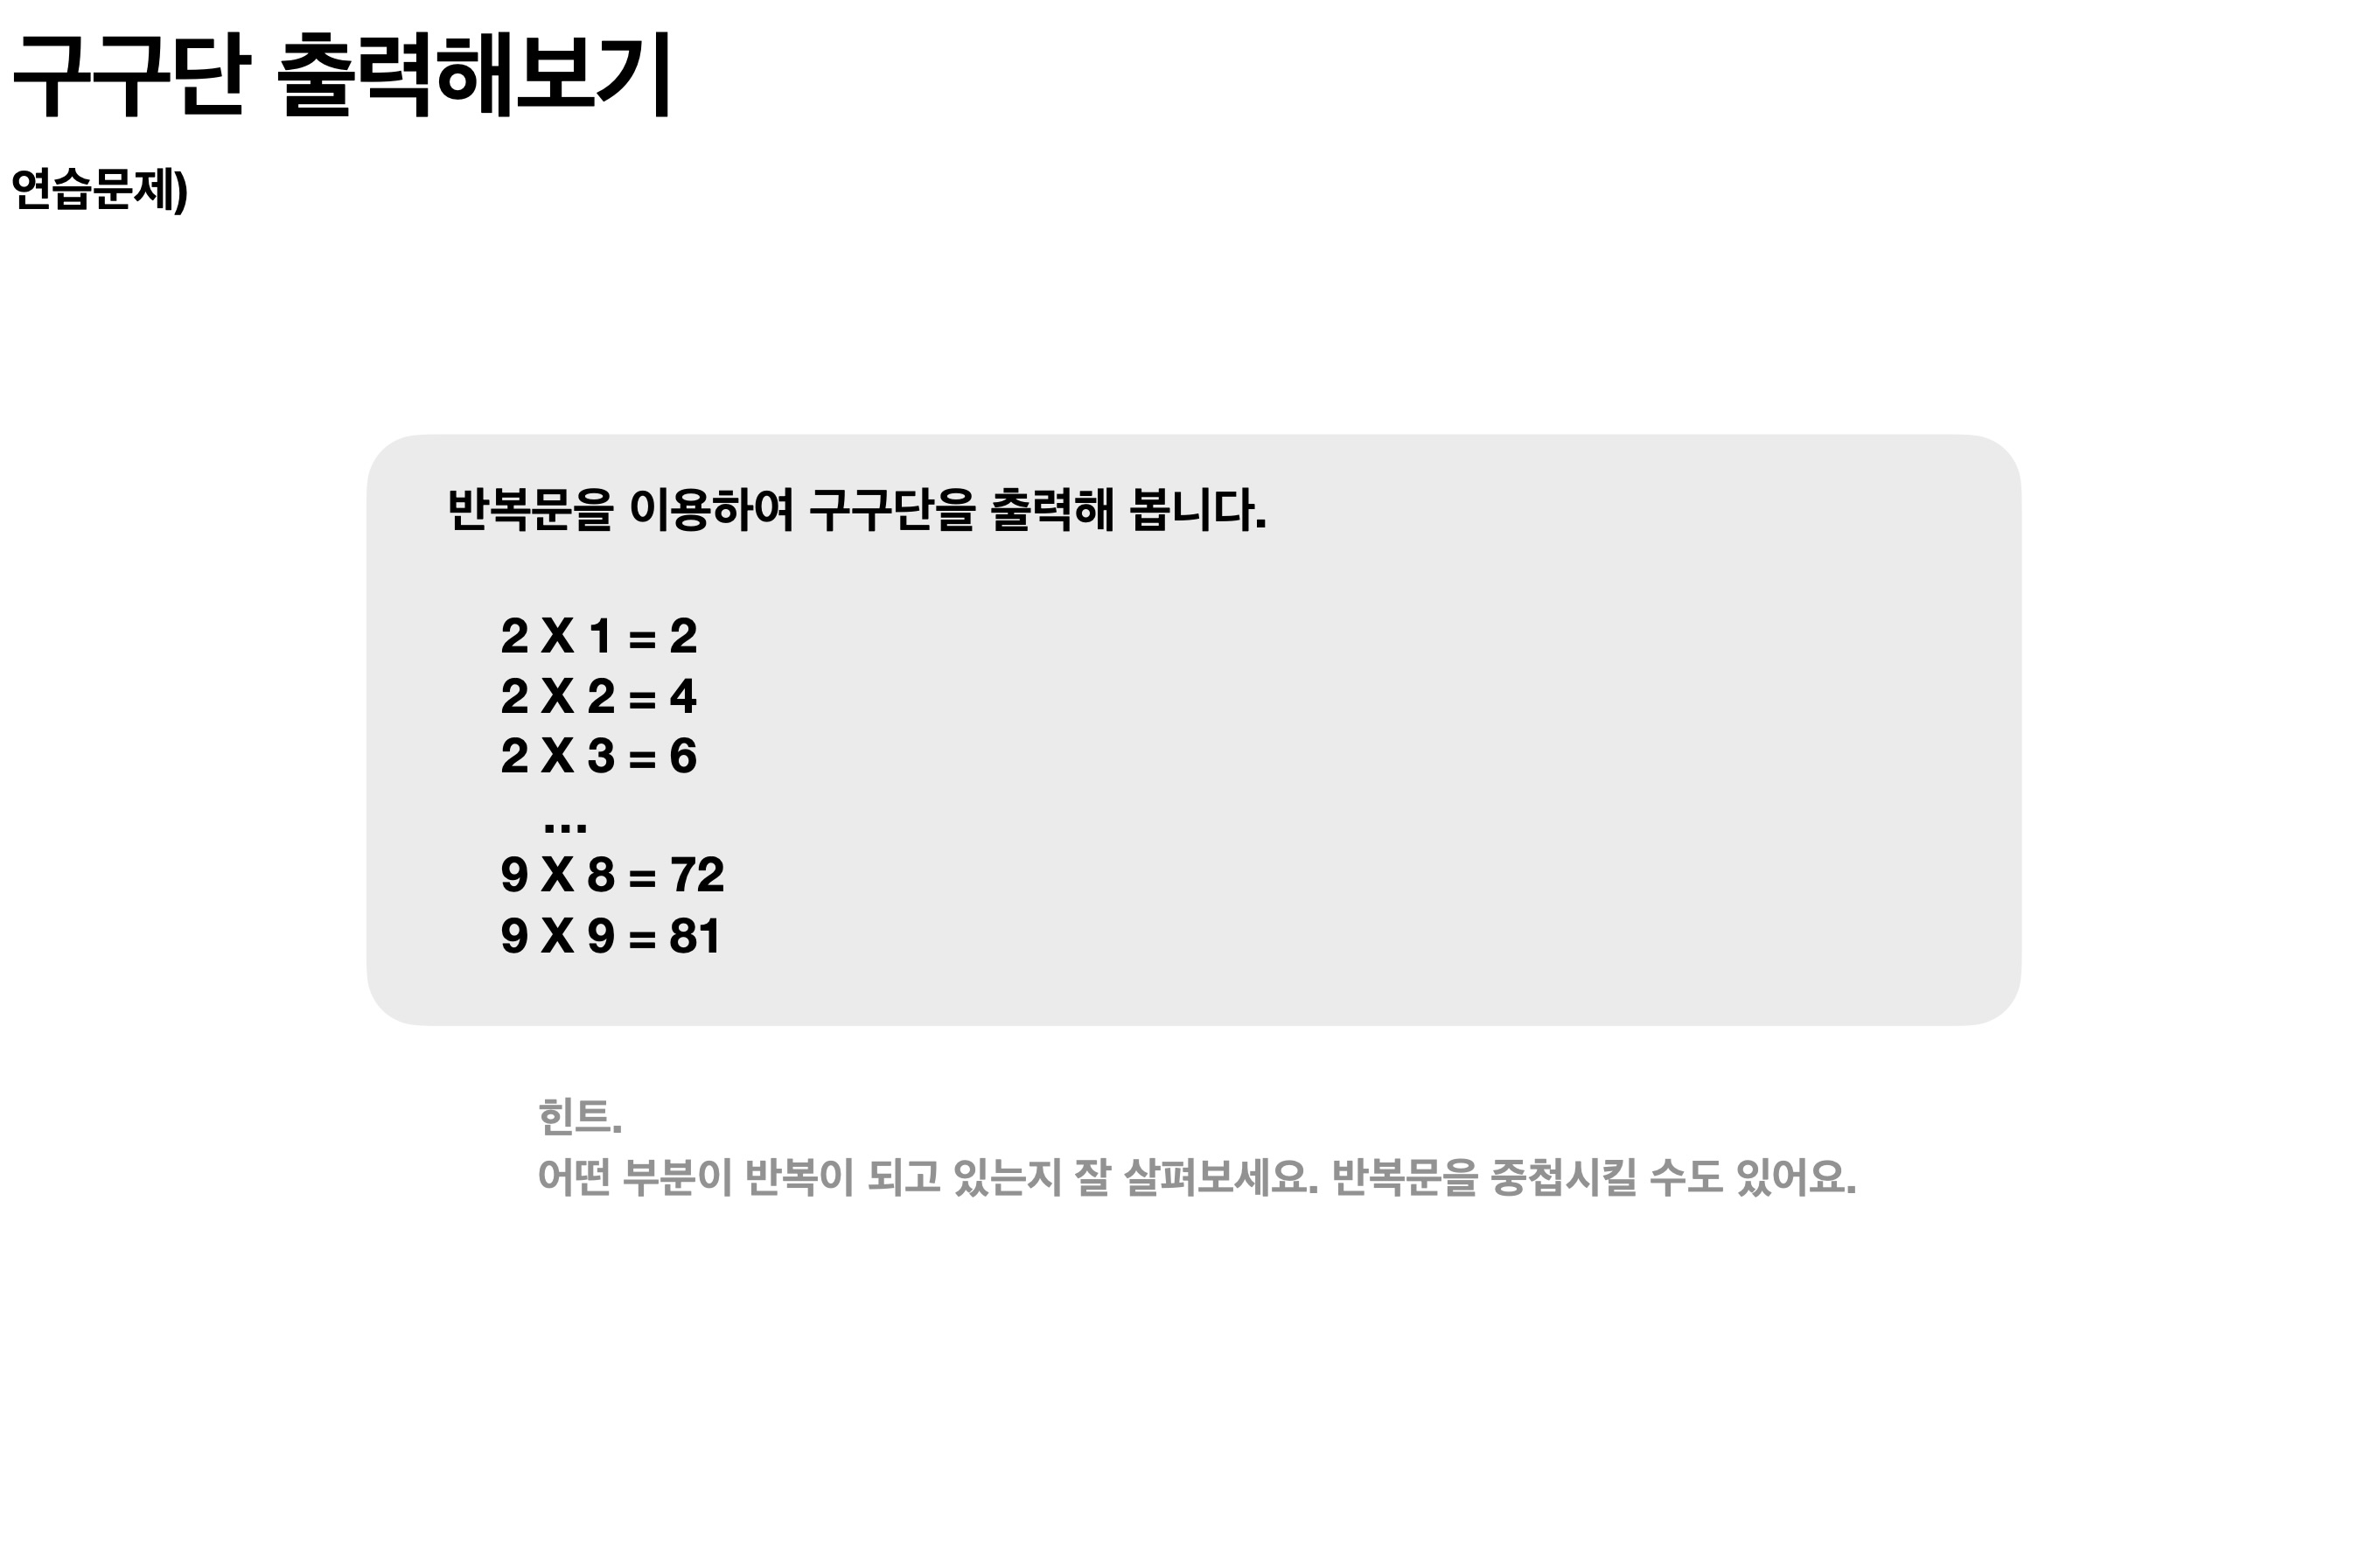 구구단 출력해보기
연습문제)
반복문을 이용하여 구구단을 출력해 봅니다.
2 X 1 = 2
2 X 2 = 4
2 X 3 = 6
...
9 X 8 = 72
9 X 9 = 81
힌트.
어떤 부분이 반복이 되고 있는지 잘 살펴보세요. 반복문을 중첩시킬 수도 있어요.